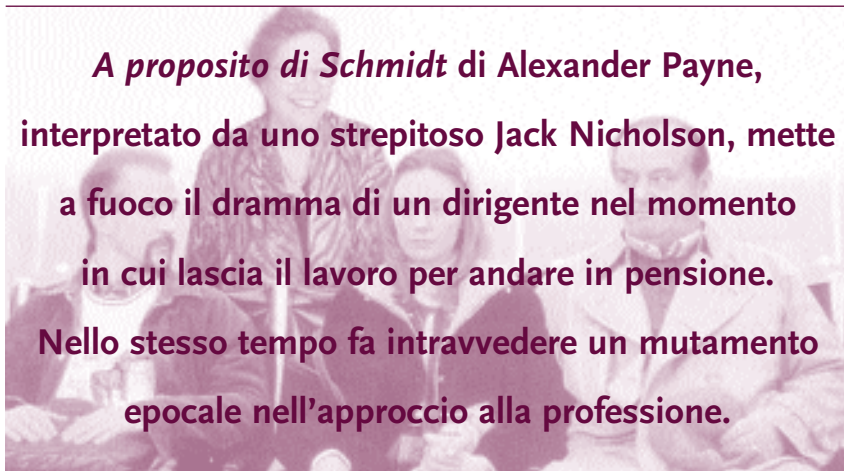 A proposito di Schmidt di Alexander Payne,
interpretato da uno strepitoso Jack Nicholson, mette
a fuoco il dramma di un dirigente nel momento
in cui lascia il lavoro per andare in pensione.
Nello stesso tempo fa intravvedere un mutamento
epocale nell’approccio alla professione.